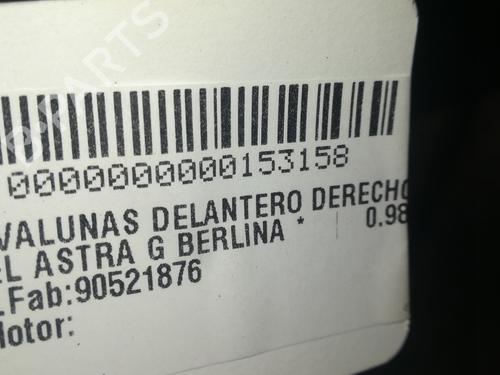 0000000000153158
VALUNAS DELANTERO DERECHO
EL ASTRA G BERLINA * 0.98
.Fab:90521876
Motor: